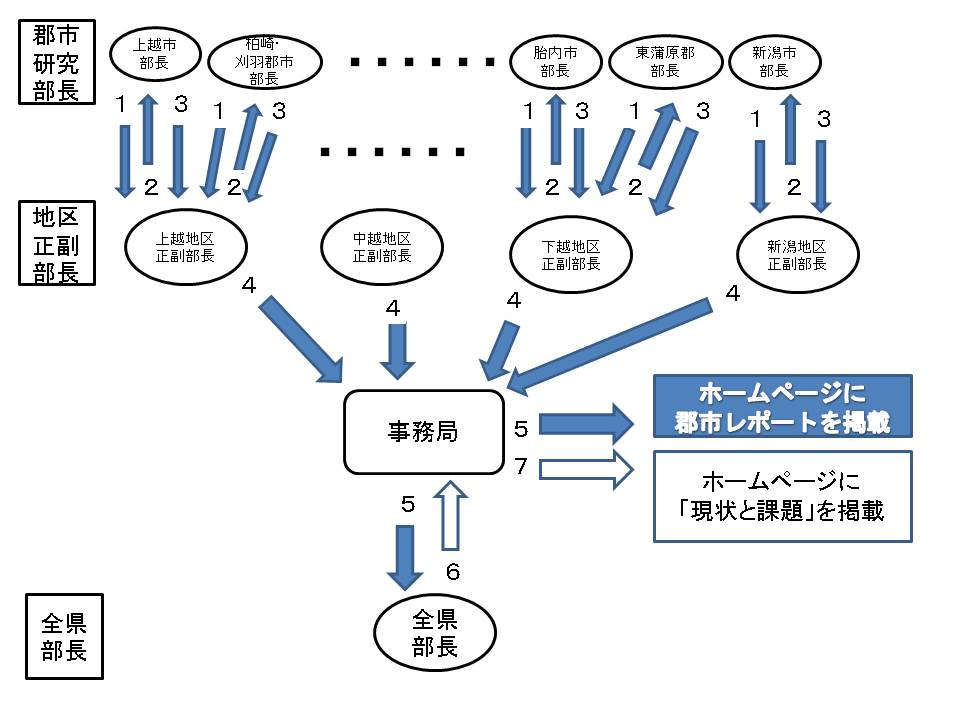 郡市
研究
部長
上越市
部長
柏崎・
刈羽郡市
部長
・・・・・・
胎内市
部長
東蒲原郡
部長
新潟市
部長
1
3
1
3
1
3
1
3
1
3
・・・・・・
2
2
2
2
2
地区
正副
部長
上越地区
正副部長
中越地区
正副部長
下越地区
正副部長
新潟地区
正副部長
4
4
4
4
事務局
5
7
ホームページに
郡市レポートを掲載
ホームページに
「現状と課題」を掲載
5
6
全県
部長
全県
部長